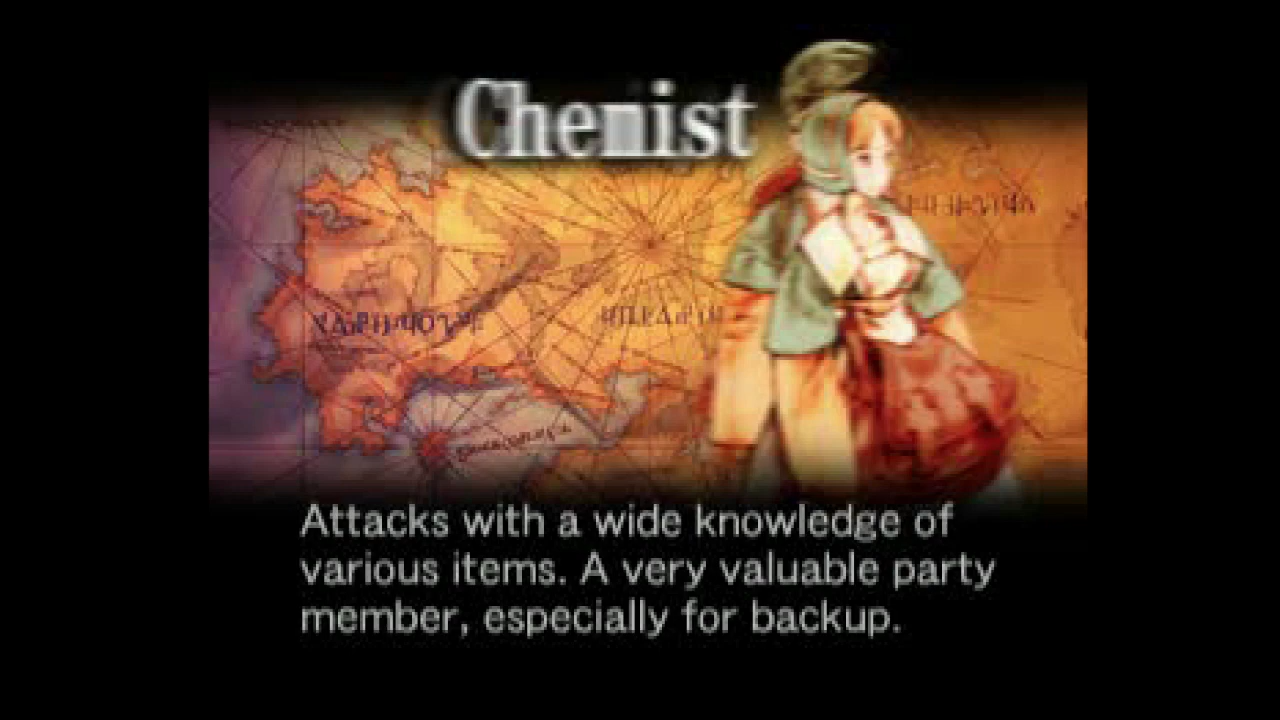 Chemist
Attacks with a wide knowledge of
various items. A very valuable party
member, especially for backup.